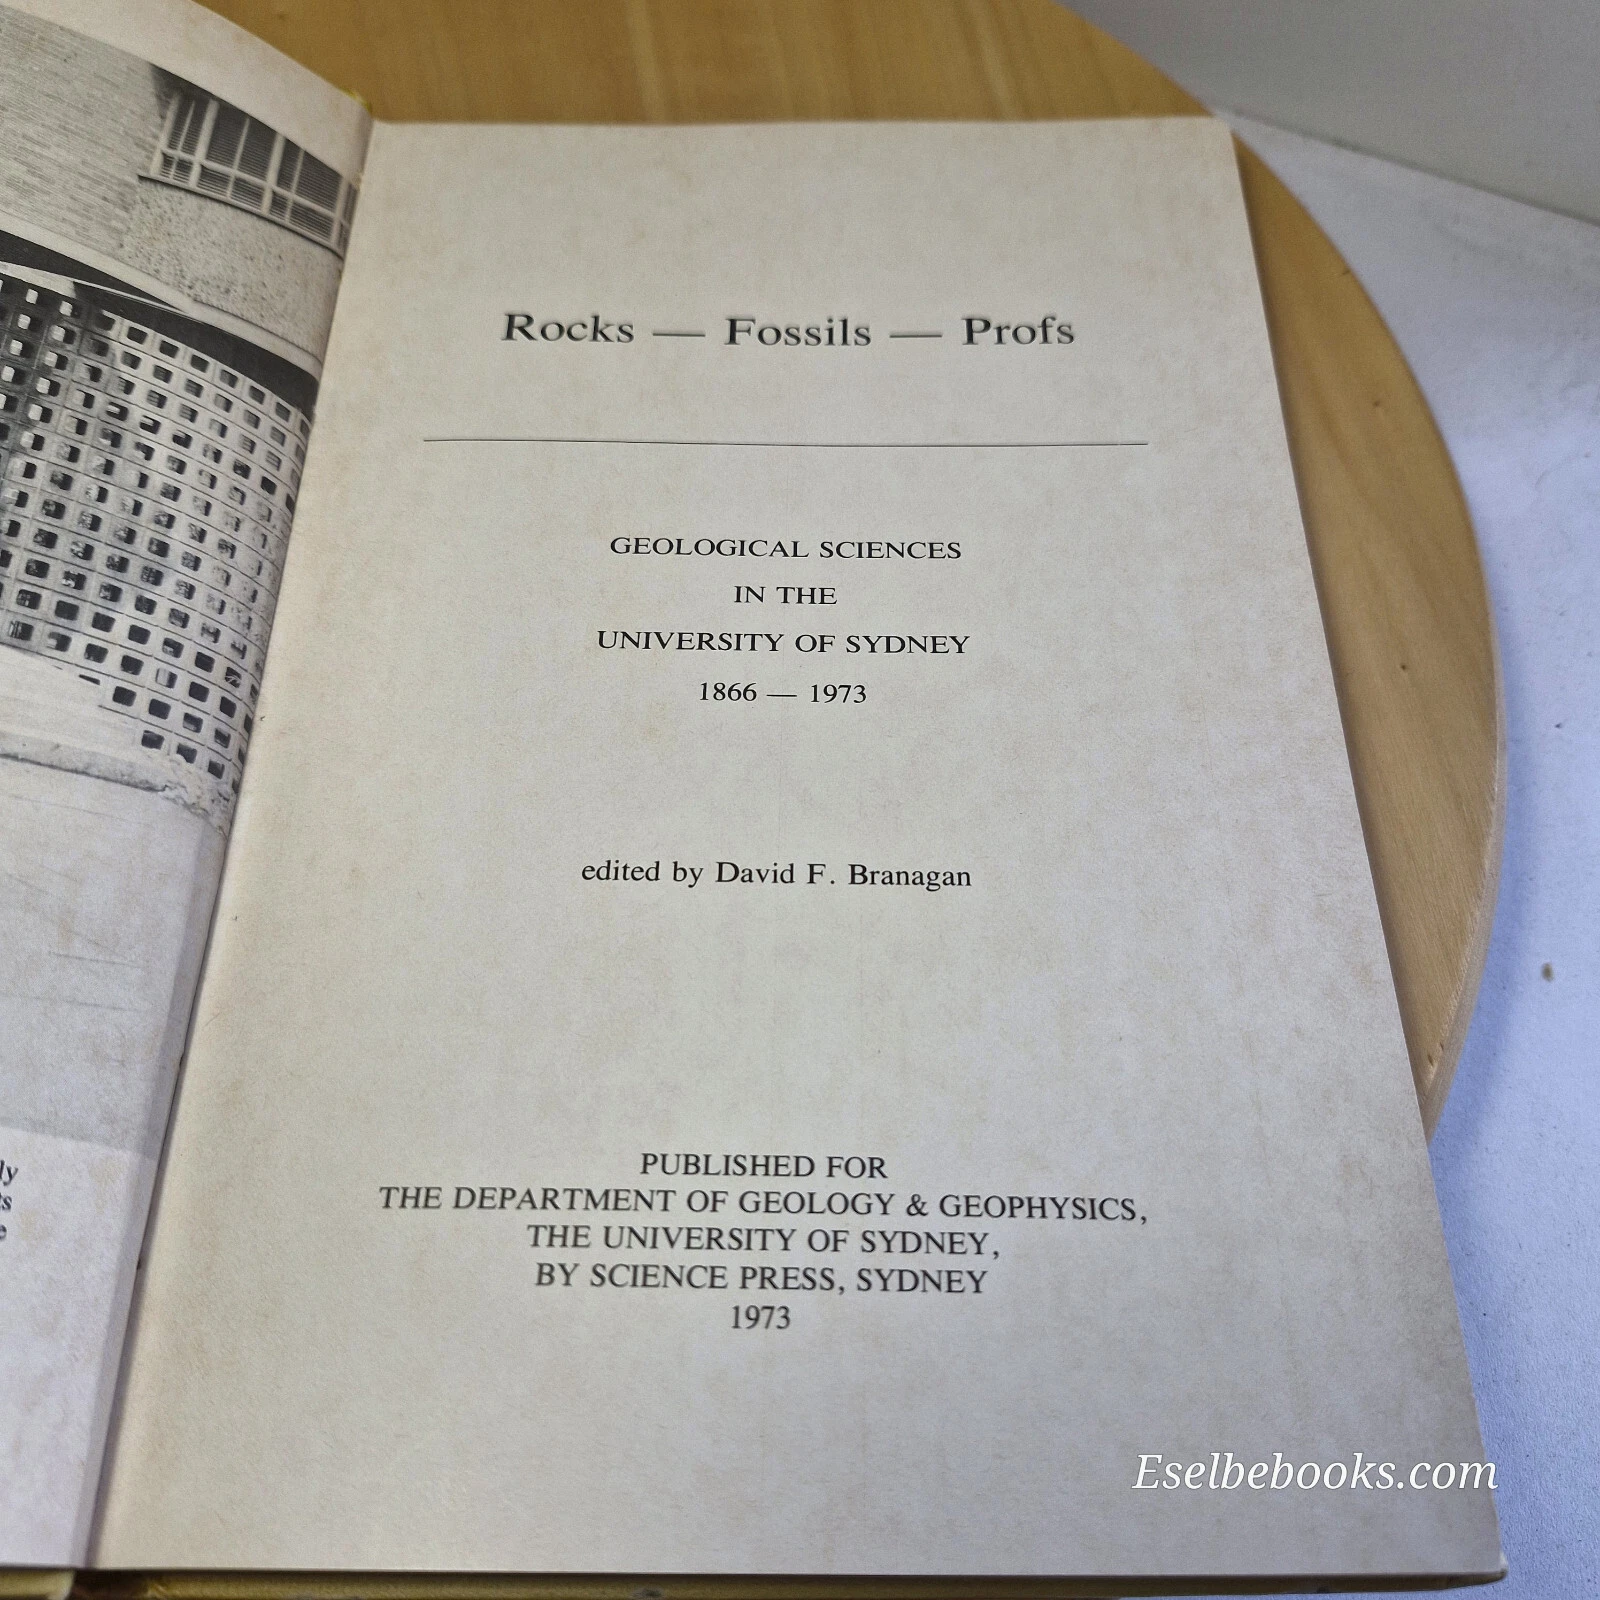 Rocks — Fossils — Profs
GEOLOGICAL SCIENCES
IN THE
UNIVERSITY OF SYDNEY
1866 — 1973
edited by David F. Branagan
PUBLISHED FOR
THE DEPARTMENT OF GEOLOGY & GEOPHYSICS,
THE UNIVERSITY OF SYDNEY,
BY SCIENCE PRESS, SYDNEY
1973
Eselbebooks.com